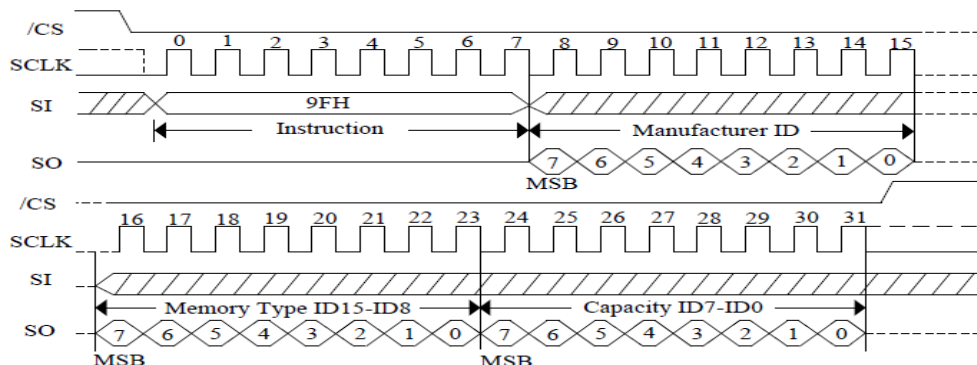 /CS
0 1 2 3 4 5 6 7 8 9 10 11 12 13 14 15
SCLK
SI 9FH
Instruction Manufacturer ID
SO 7 6 5 4 3 2 1 0
MSB
/CS
16 17 18 19 20 21 22 23 24 25 26 27 28 29 30 31
SCLK
SI
Memory Type ID15-ID8 Capacity ID7-ID0
SO 7 6 5 4 3 2 1 0 7 6 5 4 3 2 1 0
MSB MSB